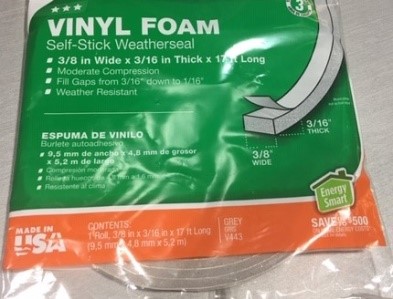 3
VINYL FOAM
Self-Stick Weatherseal
3/8 in Wide x 3/16 in Thick x 17 ft Long
Moderate Compression
Fill Gaps from 3/16" down to 1/16"
Weather Resistant
3/16"
THICK
3/8"
WIDE
ESPUMA DE VINILO
Burlete autoadhesivo
9,5 mm de ancho x 4,8 mm de grosor
x 5,2 m de largo
Resistente al clima
Energy
Smart
MADE IN
USA
CONTENTS:
1 Roll, 3/8 in x 3/16 in x 17 ft Long
(9,5 mm x 4,8 mm x 5,2 m)
GREY
GRIS
V443
SAVE
500